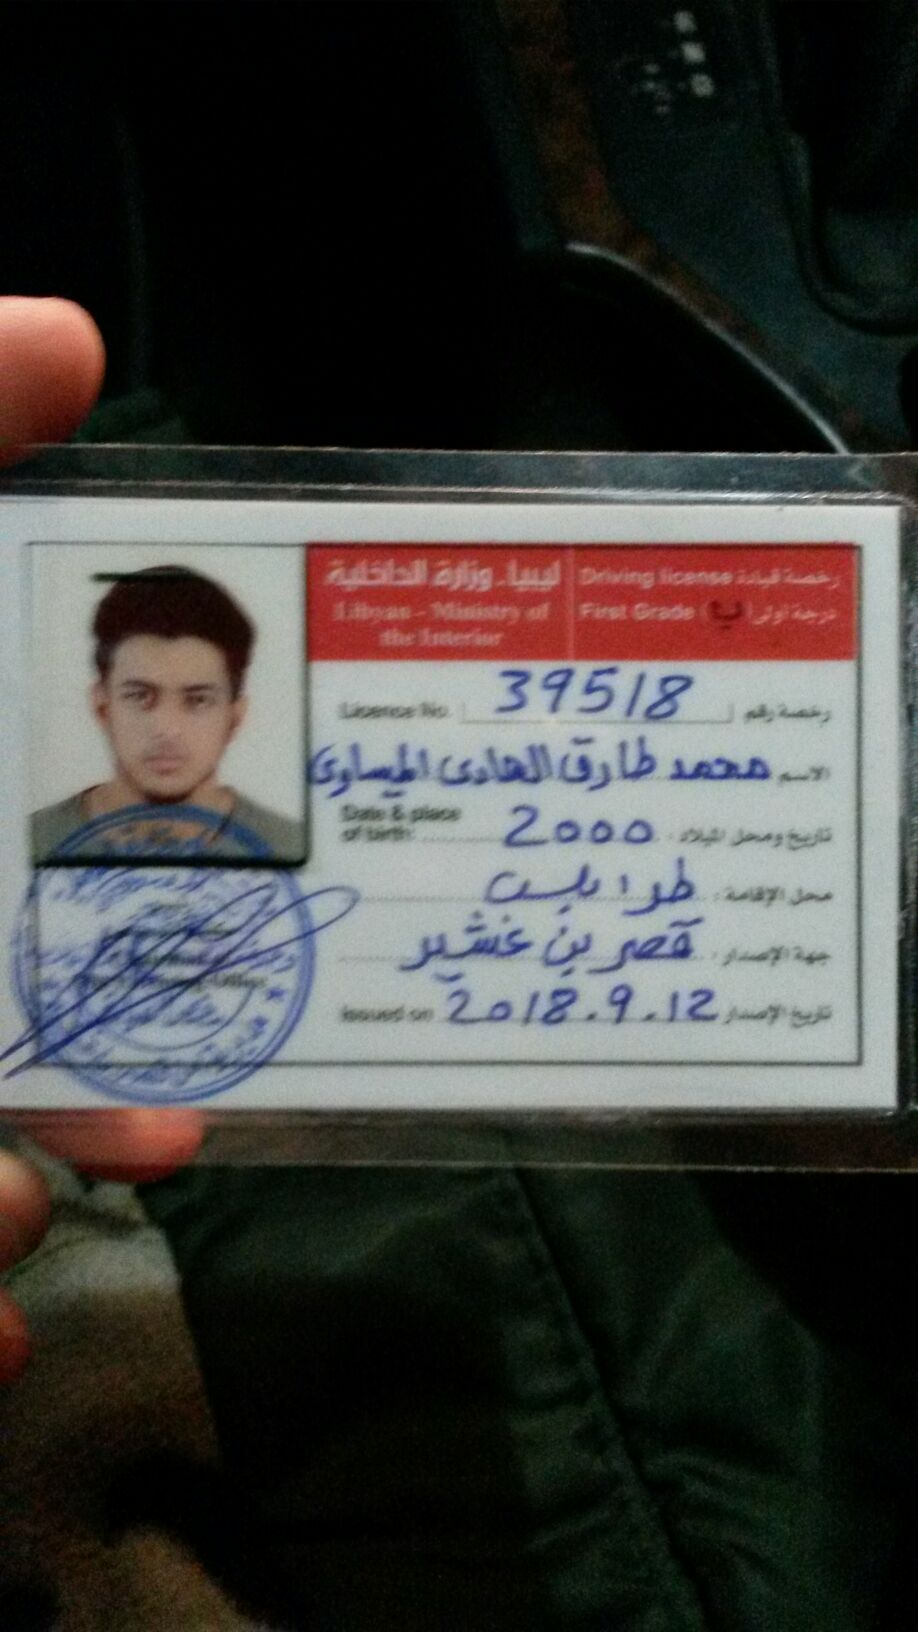 ليبيا - وزارة الداخلية
Libyan - Ministry of
the Interior
Driving license رخصة قيادة
First Grade (ب) درجة أولى
Licence No. 39518 رخصة رقم
الاسم محمد طارق الهادى الميساوى
Date & place
of birth: 2000 تاريخ ومحل الميلاد
محل الإقامة: طرابلس
جهة الإصدار: قصر بن غشير
Issued on 2018.9.12 تاريخ الإصدار